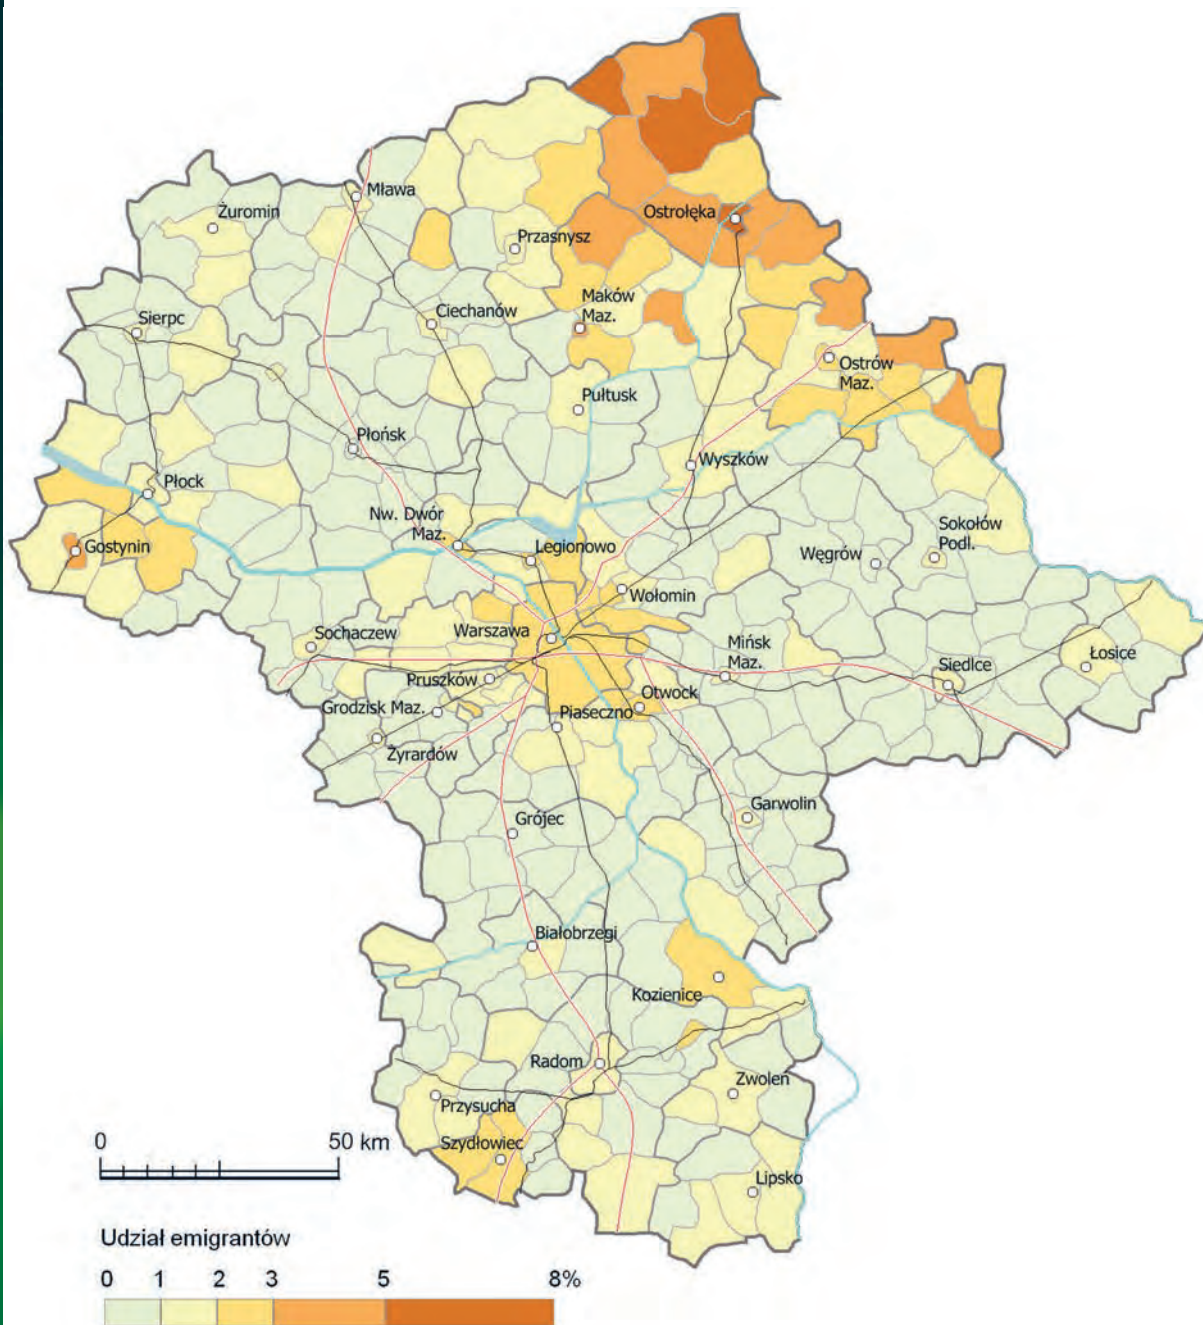 Mława
Żuromin
Ostrołęka
Przasnysz
Maków
Maz.
Sierpc
Ciechanów
Ostrów
Maz.
Pułtusk
Płońsk
Wyszków
Płock
Nw. Dwór
Maz.
Sokołów
Podl.
Gostynin
Legionowo
Węgrów
Wołomin
Sochaczew
Warszawa
Mińsk
Maz.
Łosice
Siedlce
Pruszków
Otwock
Grodzisk Maz.
Piaseczno
Żyrardów
Garwolin
Grójec
Białobrzegi
Kozienice
Radom
Zwoleń
Przysucha
Szydłowiec
Lipsko
0 50 km
Udział emigrantów
0 1 2 3 5 8%